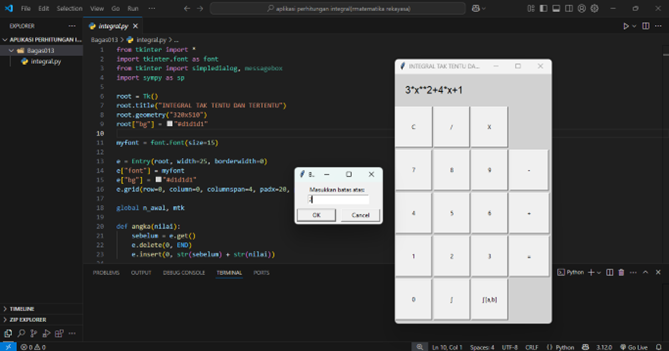 File Edit Selection View Go Run ...
aplikasi perhitungan integral(matematika rekayasa)
EXPLORER
APLIKASI PERHITUNGAN I...
Bagas013
integral.py
TIMELINE
ZIP EXPLORER
integral.py
Bagas013 > integral.py > ...
1 from tkinter import *
2 import tkinter.font as font
3 from tkinter import simpledialog, messagebox
4 import sympy as sp
5
6 root = Tk()
7 root.title("INTEGRAL TAK TENTU DAN TERTENTU")
8 root.geometry("320x510")
9 root["bg"] = "#d1d1d1"
10
11 myfont = font.Font(size=15)
12
13 e = Entry(root, width=25, borderwidth=0)
14 e["font"] = myfont
15 e["bg"] = "#d1d1d1"
16 e.grid(row=0, column=0, columnspan=4, padx=20,
17
18 global n_awal, mtk
19
20 def angka(nilai):
21 sebelum = e.get()
22 e.delete(0, END)
23 e.insert(0, str(sebelum) + str(nilai))
PROBLEMS OUTPUT DEBUG CONSOLE TERMINAL PORTS
Python
B...
Masukkan batas atas:
2
OK Cancel
INTEGRAL TAK TENTU DA...
3*x**2+4*x+1
C / X
7 8 9 -
4 5 6 +
1 2 3 =
0 ∫ ∫[a,b]
0 0
Ln 10, Col 1 Spaces: 4 UTF-8 CRLF Python 3.12.0 Go Live